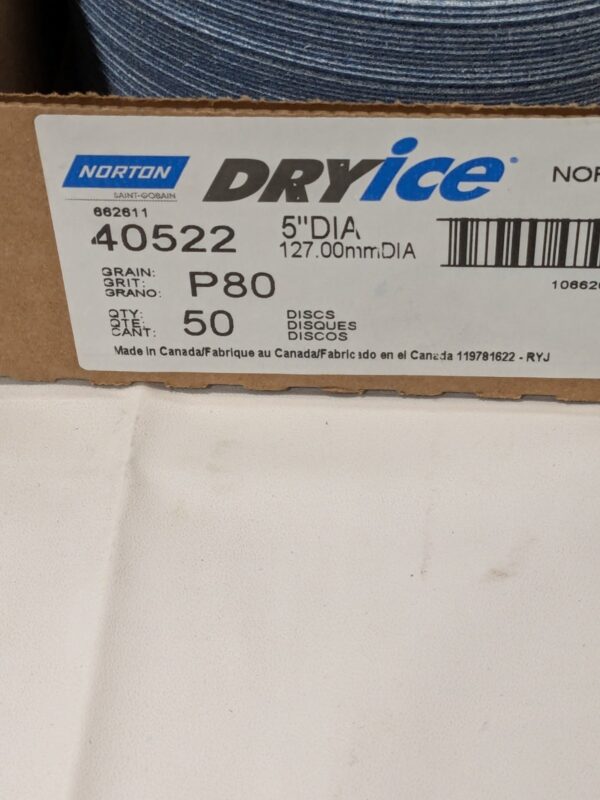 NORTON
SAINT-GOBAIN
DRYice
NOR
662611
40522
5"DIA
127.00mmDIA
10662
GRAIN:
GRIT:
GRANO:
P80
QTY:
QTE:
CANT:
50
DISCS
DISQUES
DISCOS
Made in Canada/Fabrique au Canada/Fabricado en el Canada 119781622 - RYJ